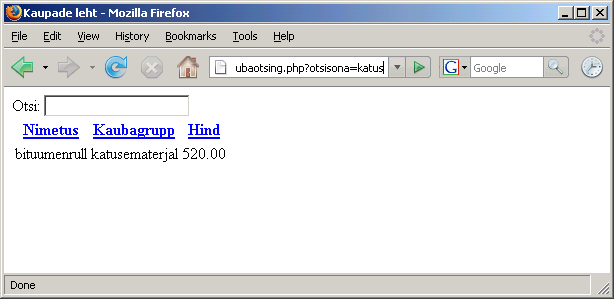 Kaupade leht - Mozilla Firefox
File Edit View History Bookmarks Tools Help
ubaotsing.php?otsisona=katus G Google
Otsi:
Nimetus Kaubagrupp Hind
bituumenrull katusematerjal 520.00
Done